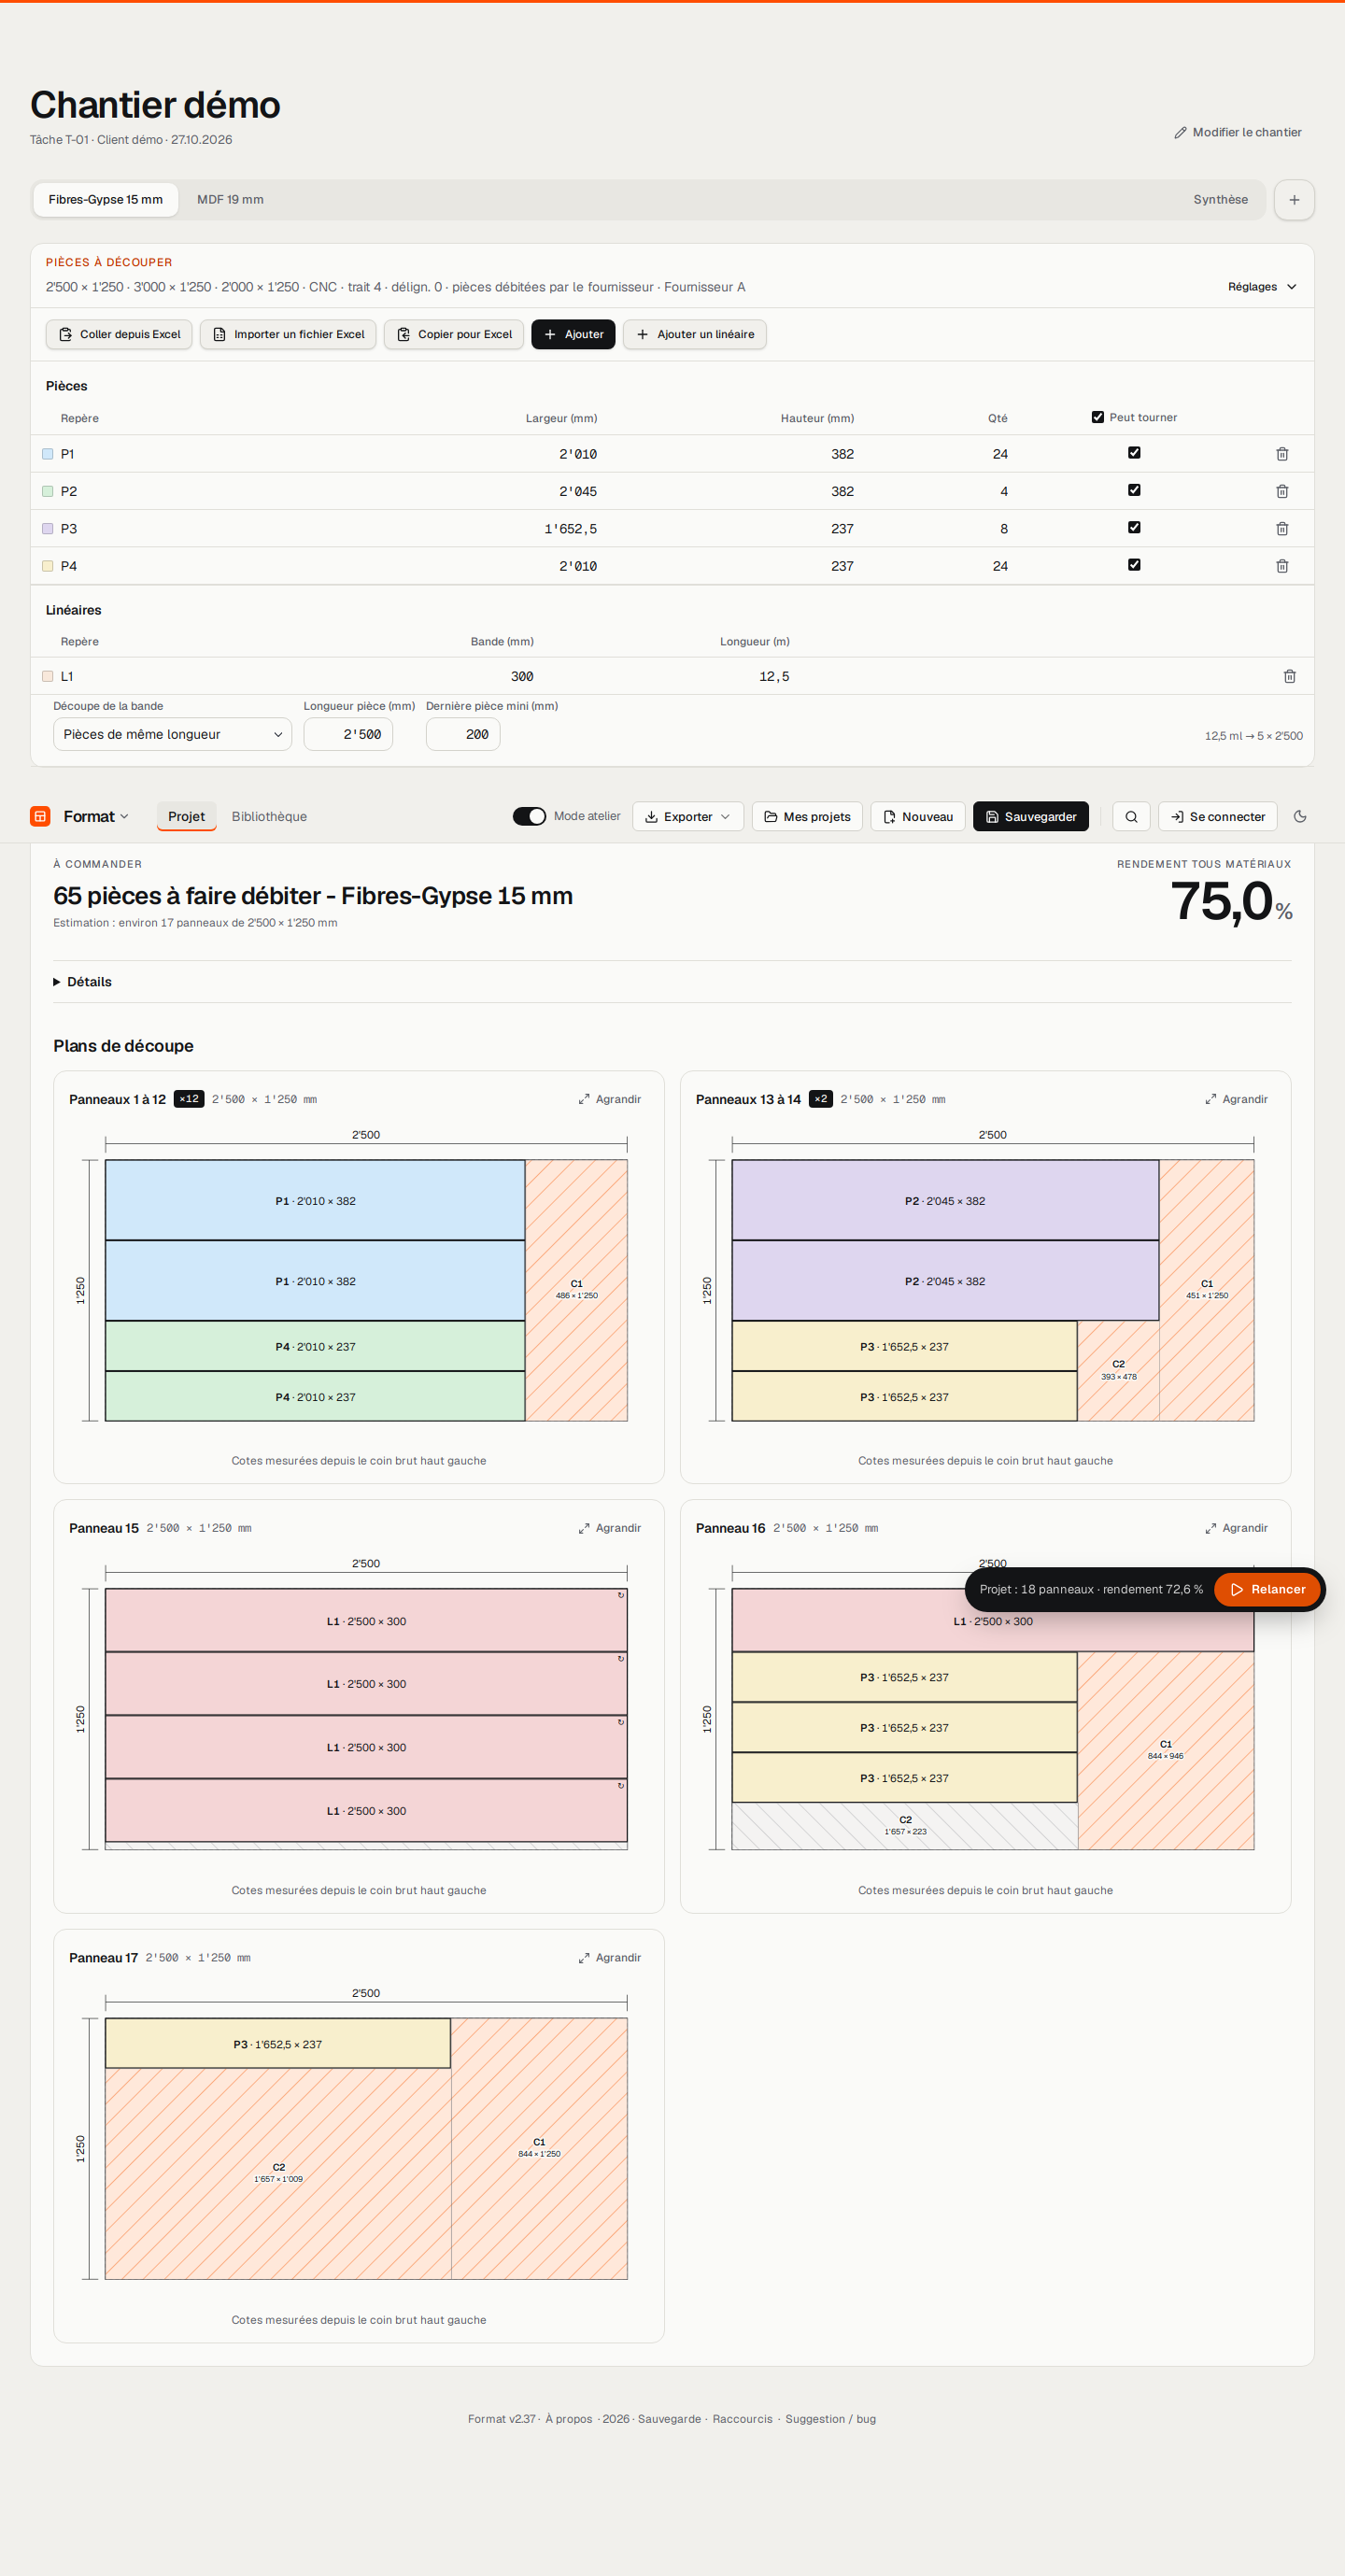 Chantier démo
Tâche T-01 · Client démo · 27.10.2026
Modifier le chantier
Fibres-Gypse 15 mm MDF 19 mm Synthèse
PIÈCES À DÉCOUPER
2'500 × 1'250 · 3'000 × 1'250 · 2'000 × 1'250 · CNC · trait 4 · délign. 0 · pièces débitées par le fournisseur · Fournisseur A
Réglages
Coller depuis Excel Importer un fichier Excel Copier pour Excel Ajouter Ajouter un linéaire
Pièces
Repère Largeur (mm) Hauteur (mm) Qté Peut tourner
P1 2'010 382 24
P2 2'045 382 4
P3 1'652,5 237 8
P4 2'010 237 24
Linéaires
Repère Bande (mm) Longueur (m)
L1 300 12,5
Découpe de la bande Longueur pièce (mm) Dernière pièce mini (mm)
Pièces de même longueur 2'500 200 12,5 ml → 5 × 2'500
Format Projet Bibliothèque Mode atelier Exporter Mes projets Nouveau Sauvegarder Se connecter
À COMMANDER
65 pièces à faire débiter - Fibres-Gypse 15 mm
Estimation : environ 17 panneaux de 2'500 × 1'250 mm
RENDEMENT TOUS MATÉRIAUX
75,0 %
Détails
Plans de découpe
Panneaux 1 à 12 ×12 2'500 × 1'250 mm Agrandir
2'500
1'250
P1 · 2'010 × 382
P1 · 2'010 × 382
P4 · 2'010 × 237
P4 · 2'010 × 237
C1
486 × 1'250
Cotes mesurées depuis le coin brut haut gauche
Panneaux 13 à 14 ×2 2'500 × 1'250 mm Agrandir
2'500
1'250
P2 · 2'045 × 382
P2 · 2'045 × 382
P3 · 1'652,5 × 237
P3 · 1'652,5 × 237
C2
393 × 478
C1
451 × 1'250
Cotes mesurées depuis le coin brut haut gauche
Panneau 15 2'500 × 1'250 mm Agrandir
2'500
1'250
L1 · 2'500 × 300
L1 · 2'500 × 300
L1 · 2'500 × 300
L1 · 2'500 × 300
Cotes mesurées depuis le coin brut haut gauche
Panneau 16 2'500 × 1'250 mm Agrandir
2'500
Projet : 18 panneaux · rendement 72,6 % Relancer
1'250
L1 · 2'500 × 300
P3 · 1'652,5 × 237
P3 · 1'652,5 × 237
P3 · 1'652,5 × 237
C1
844 × 946
C2
1'657 × 223
Cotes mesurées depuis le coin brut haut gauche
Panneau 17 2'500 × 1'250 mm Agrandir
2'500
1'250
P3 · 1'652,5 × 237
C1
844 × 1'250
C2
1'657 × 1'009
Cotes mesurées depuis le coin brut haut gauche
Format v2.37 · À propos · 2026 · Sauvegarde · Raccourcis · Suggestion / bug